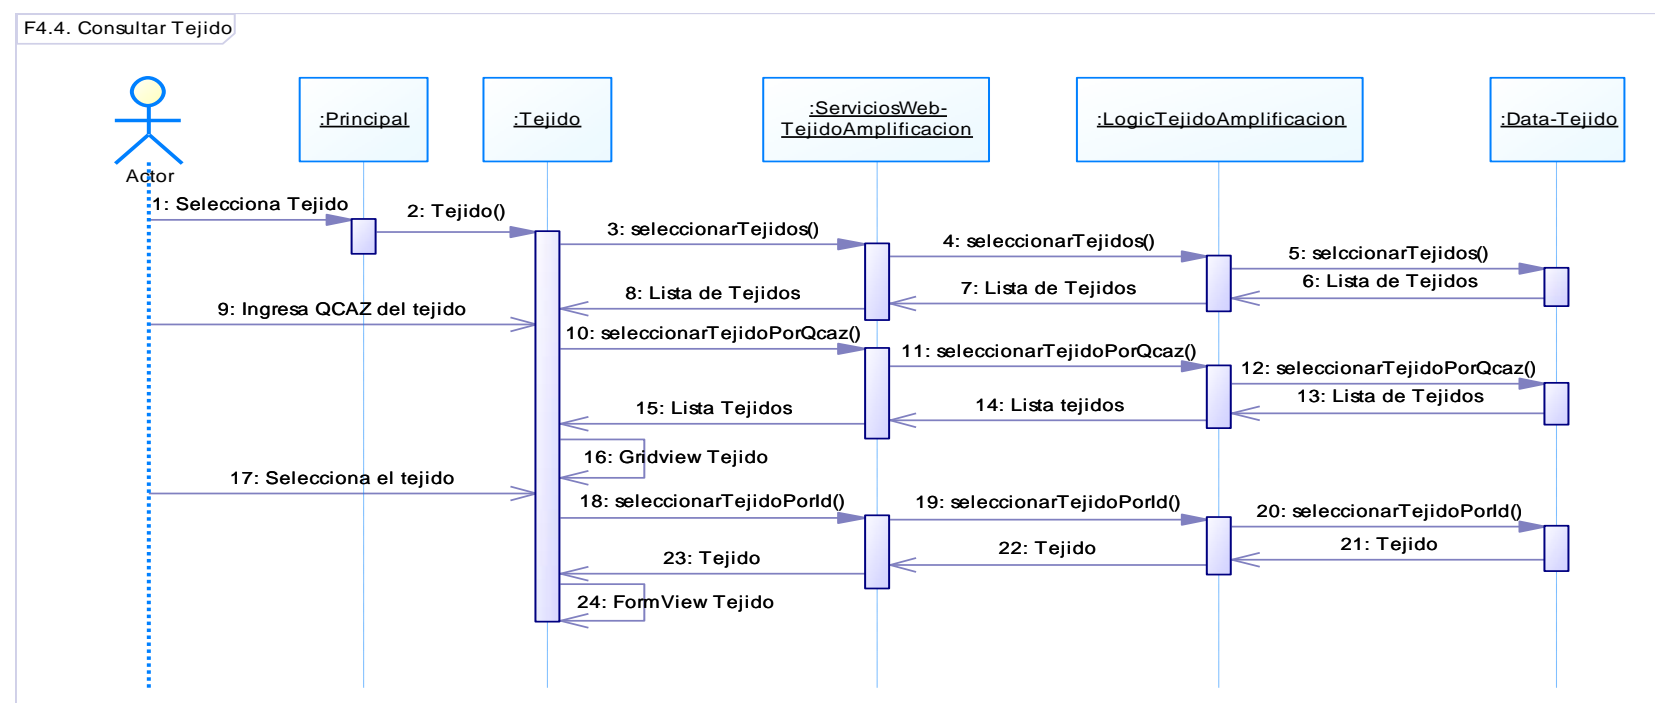 F4.4. Consultar Tejido
:Principal
:Tejido
:ServiciosWeb-
TejidoAmplificacion
:LogicTejidoAmplificacion
:Data-Tejido
Actor
1: Selecciona Tejido
2: Tejido()
3: seleccionarTejidos()
4: seleccionarTejidos()
5: selccionarTejidos()
6: Lista de Tejidos
7: Lista de Tejidos
8: Lista de Tejidos
9: Ingresa QCAZ del tejido
10: seleccionarTejidoPorQcaz()
11: seleccionarTejidoPorQcaz()
12: seleccionarTejidoPorQcaz()
13: Lista de Tejidos
14: Lista tejidos
15: Lista Tejidos
16: Gridview Tejido
17: Selecciona el tejido
18: seleccionarTejidoPorId()
19: seleccionarTejidoPorId()
20: seleccionarTejidoPorId()
21: Tejido
22: Tejido
23: Tejido
24: FormView Tejido